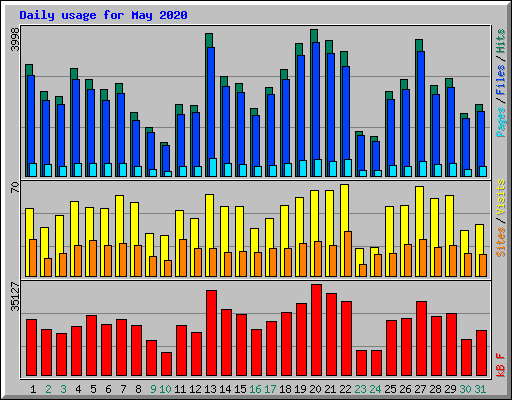 Daily usage for May 2020
3998
Pages / Files / Hits
70
Sites / Visits
35127
kB F
1 2 3 4 5 6 7 8 9 10 11 12 13 14 15 16 17 18 19 20 21 22 23 24 25 26 27 28 29 30 31